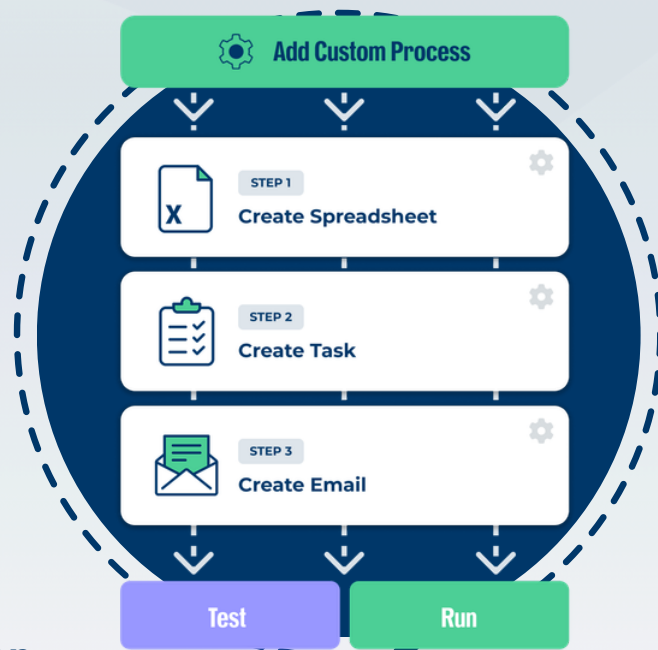 Add Custom Process
STEP 1
X
Create Spreadsheet
STEP 2
Create Task
STEP 3
Create Email
Test
Run